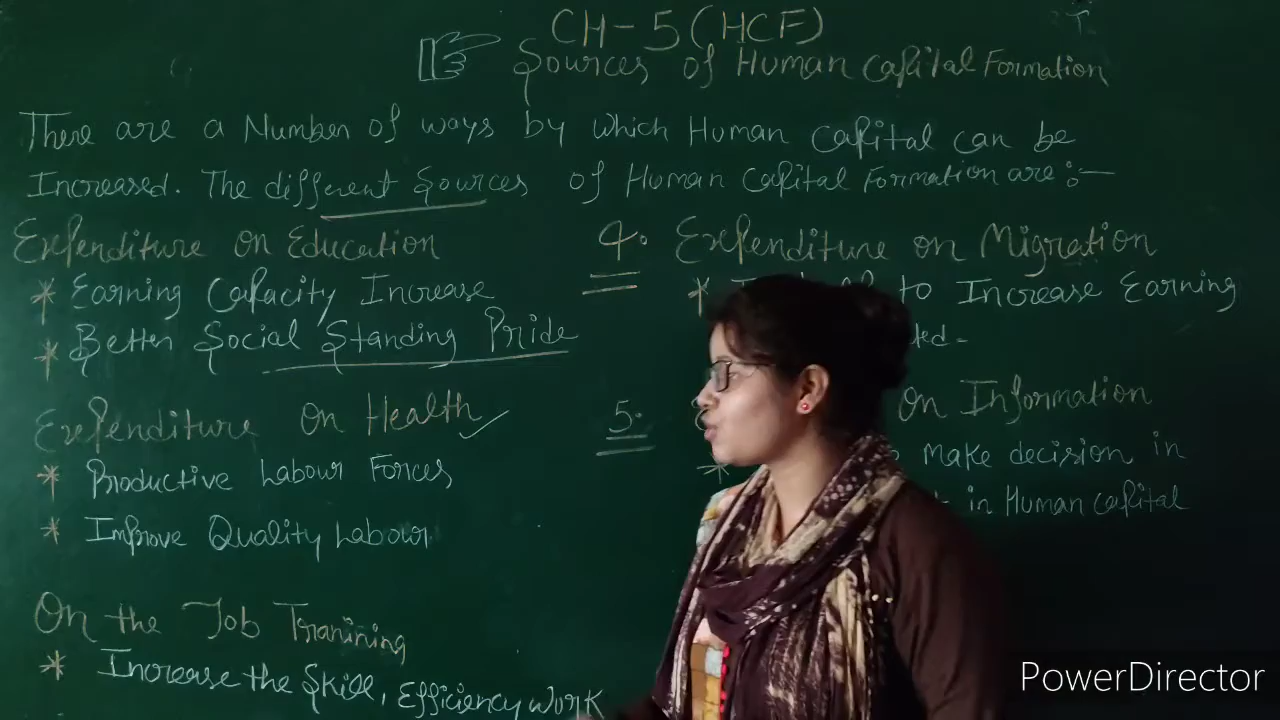 CH-5 (HCF)
Sources of Human Capital Formation
There are a Number of ways by which Human Capital can be
Increased. The different Sources of Human Capital Formation are :-
Expenditure on Education
* Earning Capacity Increase
* Better Social Standing Pride
Expenditure on Health
* Productive Labour Forces
* Improve Quality Labour
On the Job Tranining
* Increase the Skill, Efficiency Work
4. Expenditure on Migration
* to Increase Earning
5. On Information
* make decision in
in Human Capital
PowerDirector